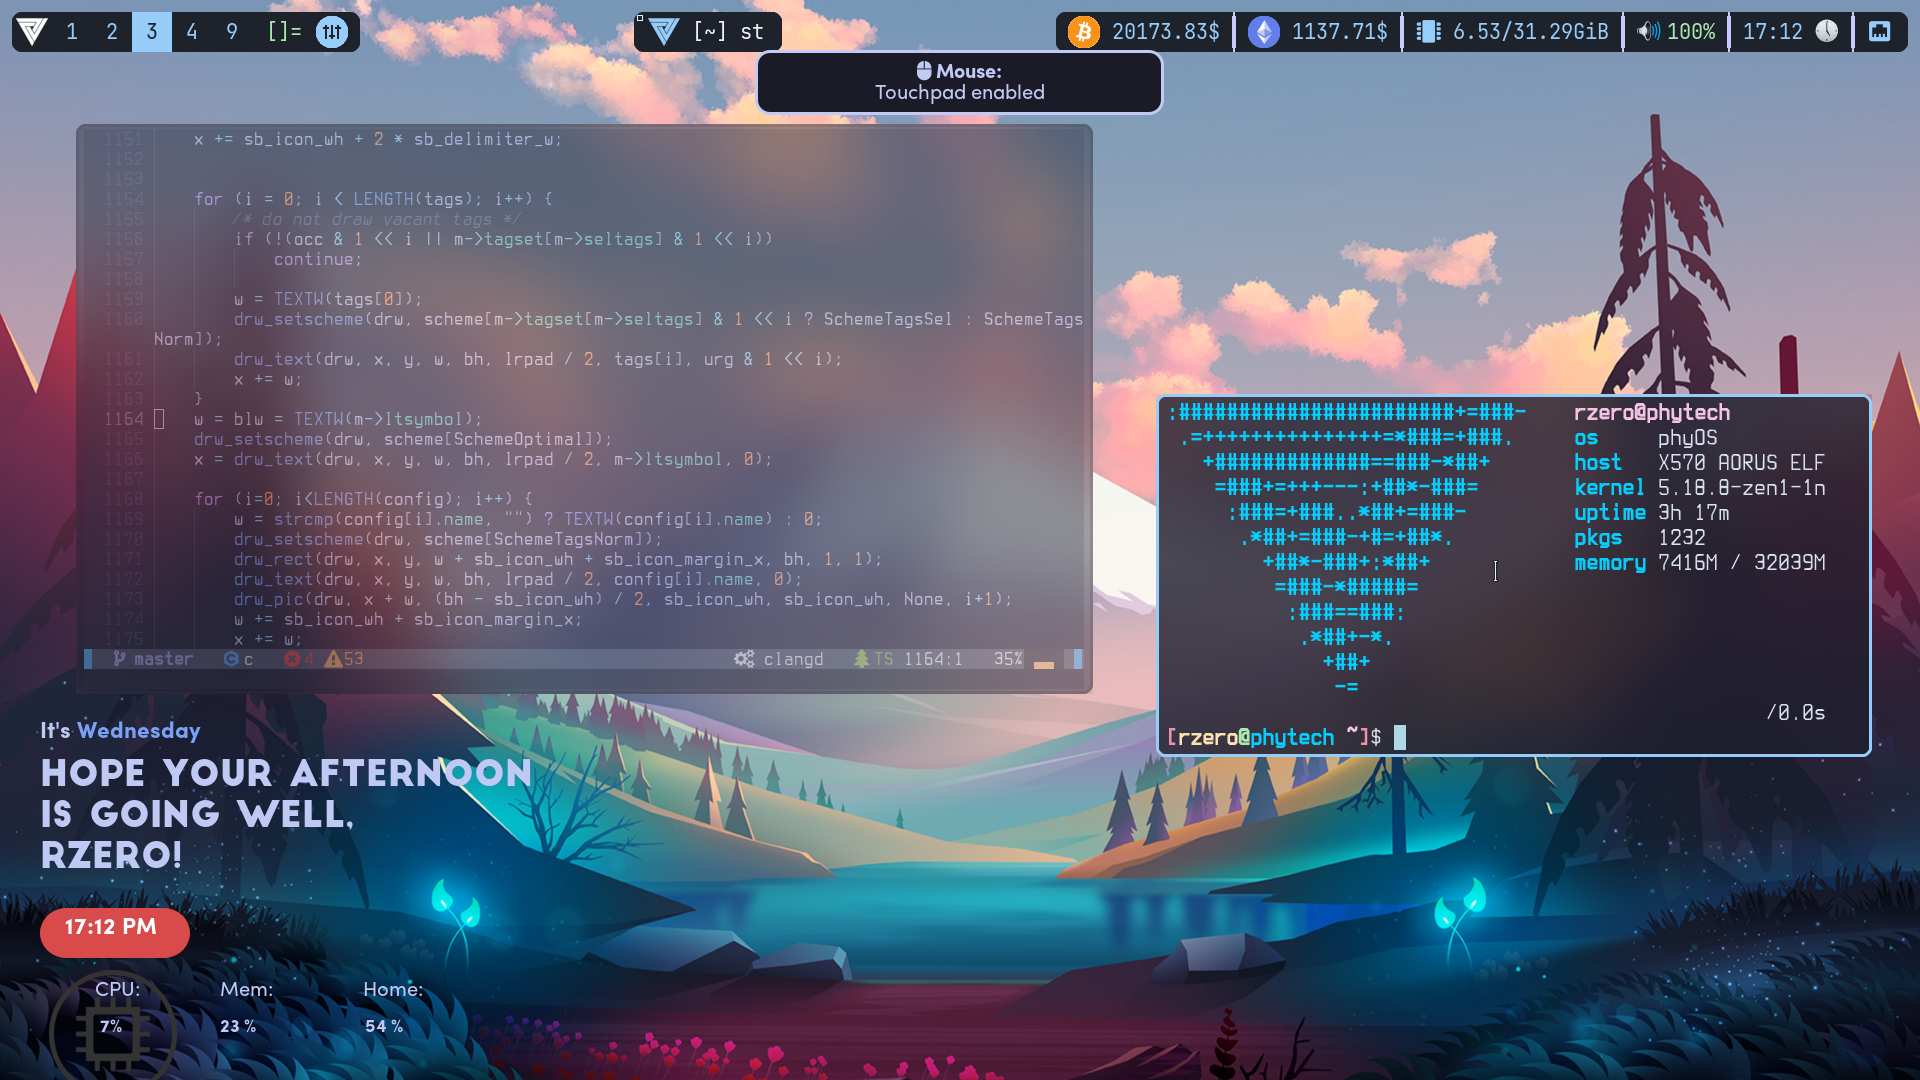 1 2 3 4 9 []=
[~] st
20173.83$ 1137.71$ 6.53/31.29GiB 100% 17:12
Mouse:
Touchpad enabled
1151 x += sb_icon_wh + 2 * sb_delimiter_w;
1152
1153
1154 for (i = 0; i < LENGTH(tags); i++) {
1155 /* do not draw vacant tags */
1156 if (!(occ & 1 << i || m->tagset[m->seltags] & 1 << i))
1157 continue;
1158
1159 w = TEXTW(tags[0]);
1160 drw_setscheme(drw, scheme[m->tagset[m->seltags] & 1 << i ? SchemeTagsSel : SchemeTags
Norm]);
1161 drw_text(drw, x, y, w, bh, lrpad / 2, tags[i], urg & 1 << i);
1162 x += w;
1163 }
1164 w = blw = TEXTW(m->ltsymbol);
1165 drw_setscheme(drw, scheme[SchemeOptimal]);
1166 x = drw_text(drw, x, y, w, bh, lrpad / 2, m->ltsymbol, 0);
1167
1168 for (i=0; i<LENGTH(config); i++) {
1169 w = strcmp(config[i].name, "") ? TEXTW(config[i].name) : 0;
1170 drw_setscheme(drw, scheme[SchemeTagsNorm]);
1171 drw_rect(drw, x, y, w + sb_icon_wh + sb_icon_margin_x, bh, 1, 1);
1172 drw_text(drw, x, y, w, bh, lrpad / 2, config[i].name, 0);
1173 drw_pic(drw, x + w, (bh - sb_icon_wh) / 2, sb_icon_wh, sb_icon_wh, None, i+1);
1174 w += sb_icon_wh + sb_icon_margin_x;
1175 x += w;
master c 4 53 clangd TS 1164:1 35%
:#######################+=###-
.=+++++++++++++++=*###=+###.
+#############==###-*##+
=###+=+++---:+##*-###=
:###=+###..*##+=###-
.*##+=###-+#=+##*.
+##*-###+:*##+
=###-*#####=
:###==###:
.*##+-*.
+##+
-=
rzero@phytech
os phyOS
host X570 AORUS ELF
kernel 5.18.8-zen1-1n
uptime 3h 17m
pkgs 1232
memory 7416M / 32039M
/0.0s
[rzero@phytech ~]$
It's Wednesday
HOPE YOUR AFTERNOON
IS GOING WELL,
RZERO!
17:12 PM
CPU: Mem: Home:
7% 23 % 54 %